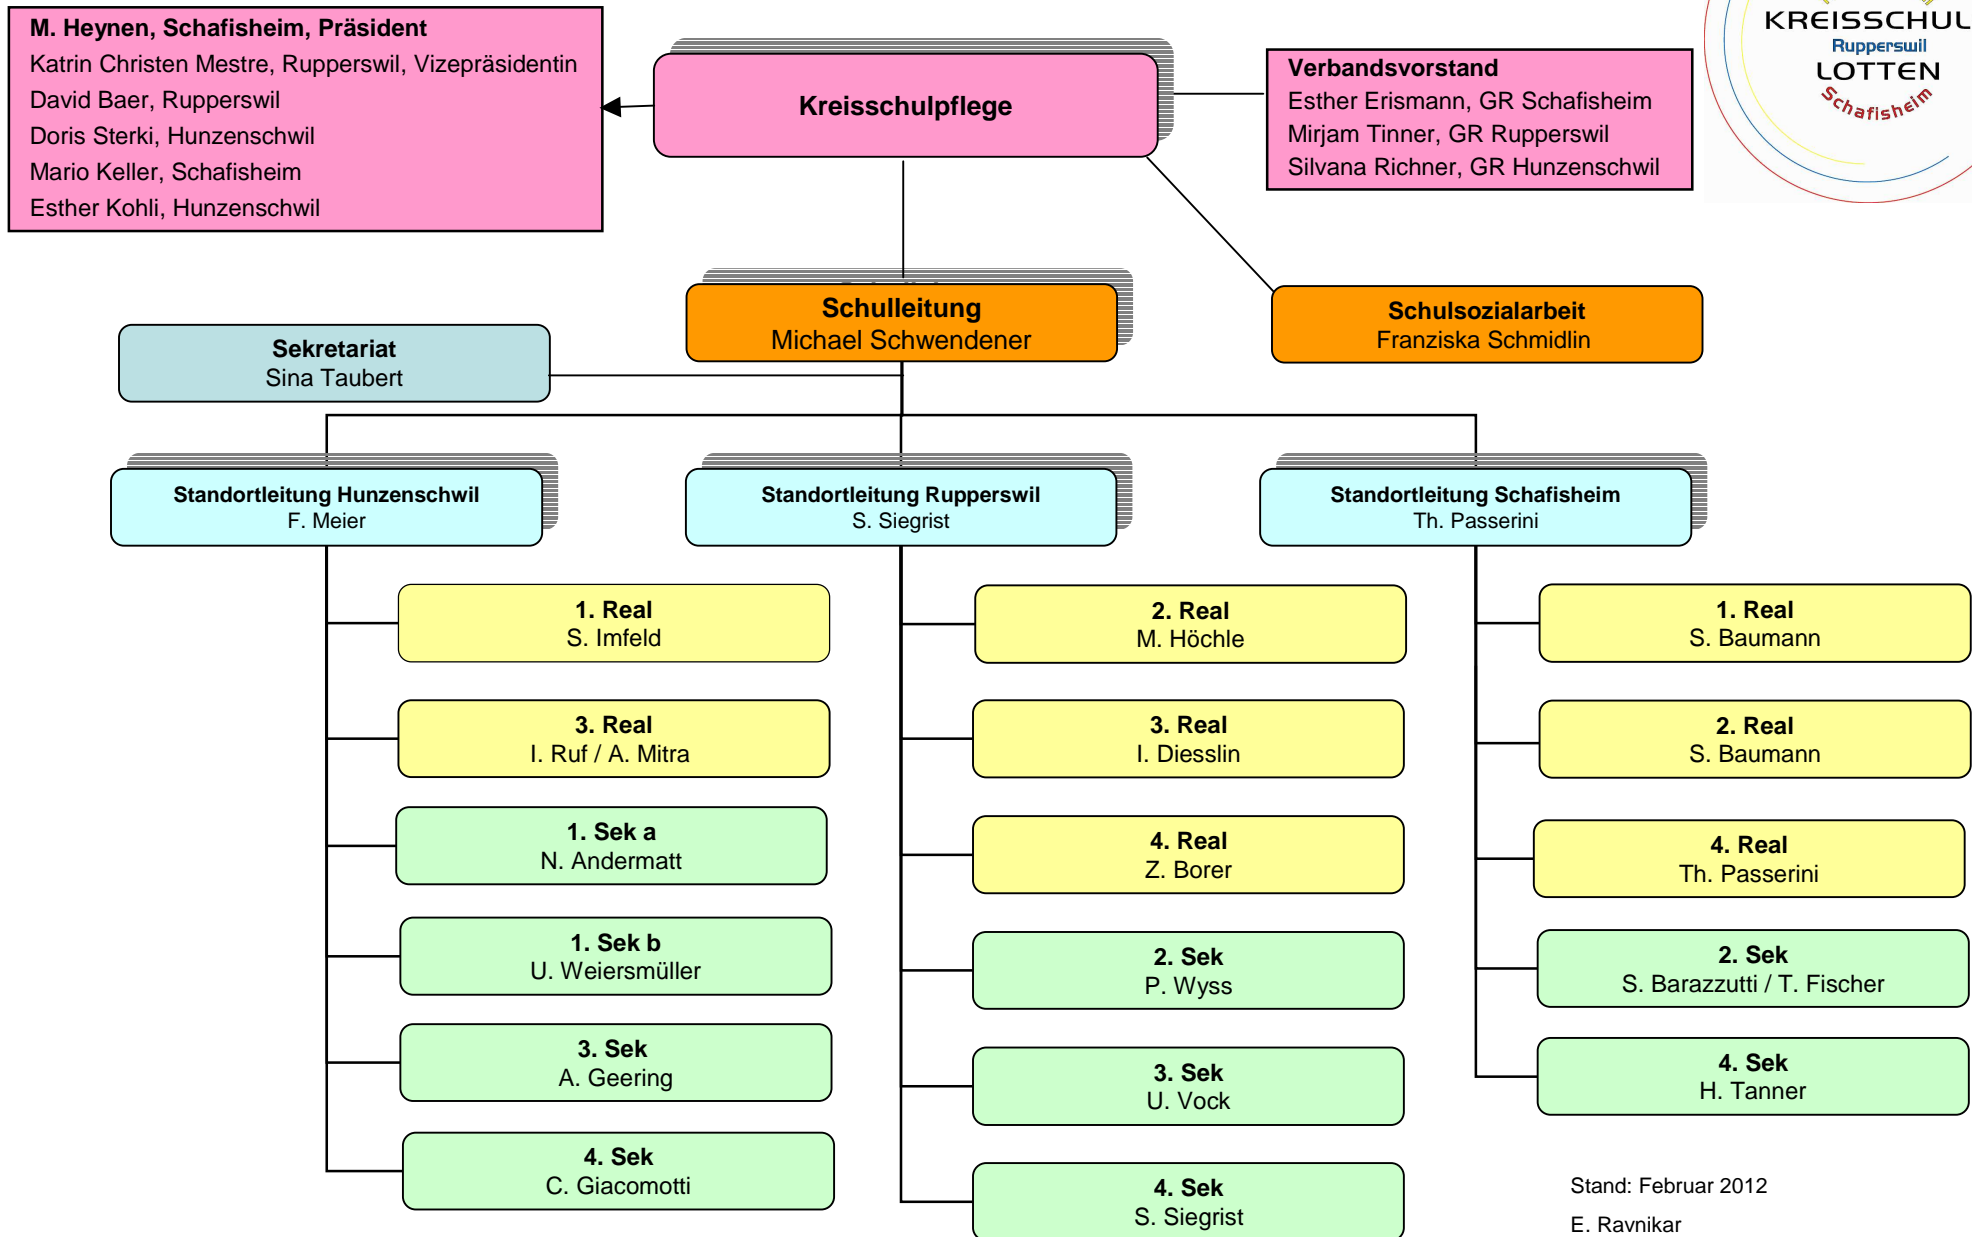 M. Heynen, Schafisheim, Präsident
Katrin Christen Mestre, Rupperswil, Vizepräsidentin
David Baer, Rupperswil
Doris Sterki, Hunzenschwil
Mario Keller, Schafisheim
Esther Kohli, Hunzenschwil
Kreisschulpflege
Verbandsvorstand
Esther Erismann, GR Schafisheim
Mirjam Tinner, GR Rupperswil
Silvana Richner, GR Hunzenschwil
KREISSCHUL
Rupperswil
LOTTEN
Schafisheim
Schulleitung
Michael Schwendener
Schulsozialarbeit
Franziska Schmidlin
Sekretariat
Sina Taubert
Standortleitung Hunzenschwil
F. Meier
Standortleitung Rupperswil
S. Siegrist
Standortleitung Schafisheim
Th. Passerini
1. Real
S. Imfeld
3. Real
I. Ruf / A. Mitra
1. Sek a
N. Andermatt
1. Sek b
U. Weiersmüller
3. Sek
A. Geering
4. Sek
C. Giacomotti
2. Real
M. Höchle
3. Real
I. Diesslin
4. Real
Z. Borer
2. Sek
P. Wyss
3. Sek
U. Vock
4. Sek
S. Siegrist
1. Real
S. Baumann
2. Real
S. Baumann
4. Real
Th. Passerini
2. Sek
S. Barazzutti / T. Fischer
4. Sek
H. Tanner
Stand: Februar 2012
E. Ravnikar